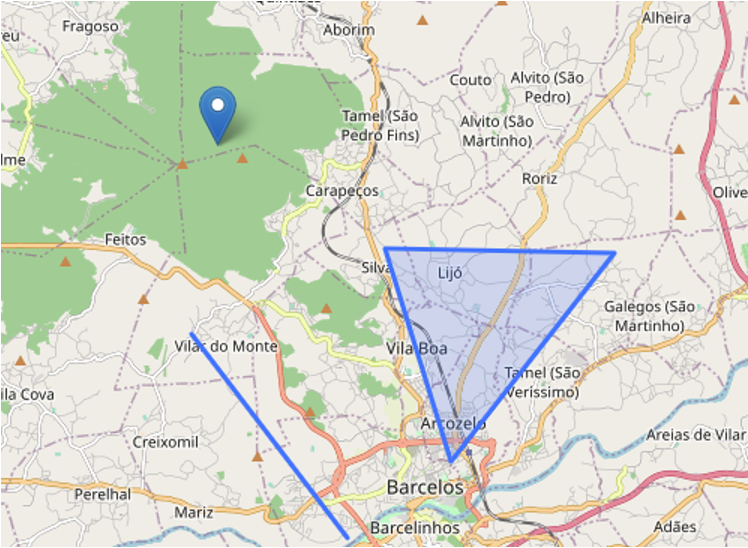 Fragoso
Aborim
Alheira
Couto
Alvito (São
Pedro)
Tamel (São
Pedro Fins)
Alvito (São
Martinho)
Roriz
Carapeços
Feitos
Silva
Lijó
Galegos (São
Martinho)
Vilar do Monte
Vila Boa
Tamel (São
Veríssimo)
ila Cova
Arcozelo
Creixomil
Areias de Vilar
Perelhal
Barcelos
Mariz
Barcelinhos
Adães
Olive
lme
reu